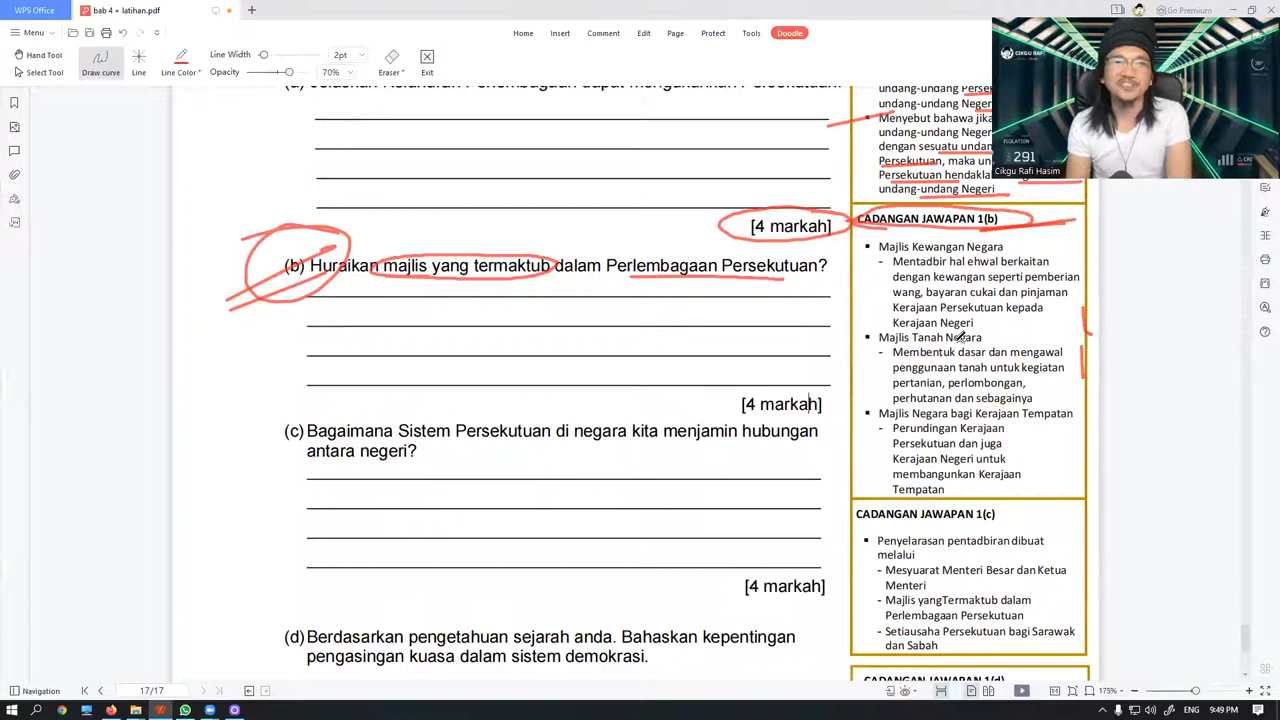 WPS Office
bab 4 + latihan.pdf
Go Premium
Menu
Home
Insert
Comment
Edit
Page
Protect
Tools
Doodle
Hand Tool
Select Tool
Draw curve
Line
Line Color
Line Width
2pt
Opacity
70%
Eraser
Exit
CIKGU RAFI
ISOLATION
291
Cikgu Rafi Hasim
undang-undang
undang-undang
Menyebut bahawa jika
undang-undang
dengan sesuatu
Persekutuan, maka
Persekutuan hendaklah
undang-undang Negeri
[4 markah]
(b) Huraikan majlis yang termaktub dalam Perlembagaan Persekutuan?
[4 markah]
(c) Bagaimana Sistem Persekutuan di negara kita menjamin hubungan
antara negeri?
[4 markah]
(d) Berdasarkan pengetahuan sejarah anda. Bahaskan kepentingan
pengasingan kuasa dalam sistem demokrasi.
CADANGAN JAWAPAN 1(b)
▪ Majlis Kewangan Negara
- Mentadbir hal ehwal berkaitan
dengan kewangan seperti pemberian
wang, bayaran cukai dan pinjaman
Kerajaan Persekutuan kepada
Kerajaan Negeri
▪ Majlis Tanah Negara
- Membentuk dasar dan mengawal
penggunaan tanah untuk kegiatan
pertanian, perlombongan,
perhutanan dan sebagainya
▪ Majlis Negara bagi Kerajaan Tempatan
- Perundingan Kerajaan
Persekutuan dan juga
Kerajaan Negeri untuk
membangunkan Kerajaan
Tempatan
CADANGAN JAWAPAN 1(c)
▪ Penyelarasan pentadbiran dibuat
melalui
- Mesyuarat Menteri Besar dan Ketua
Menteri
- Majlis yangTermaktub dalam
Perlembagaan Persekutuan
- Setiausaha Persekutuan bagi Sarawak
dan Sabah
Navigation
17/17
175%
ENG
9:49 PM